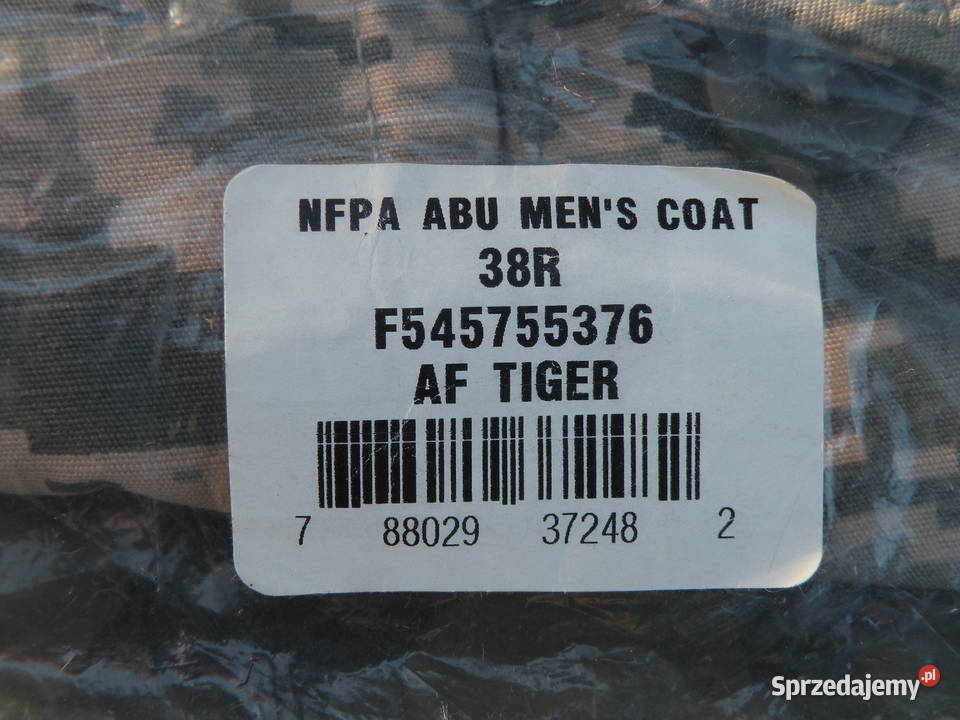 NFPA ABU MEN'S COAT
38R
F545755376
AF TIGER
7 88029 37248 2
Sprzedajemy.pl